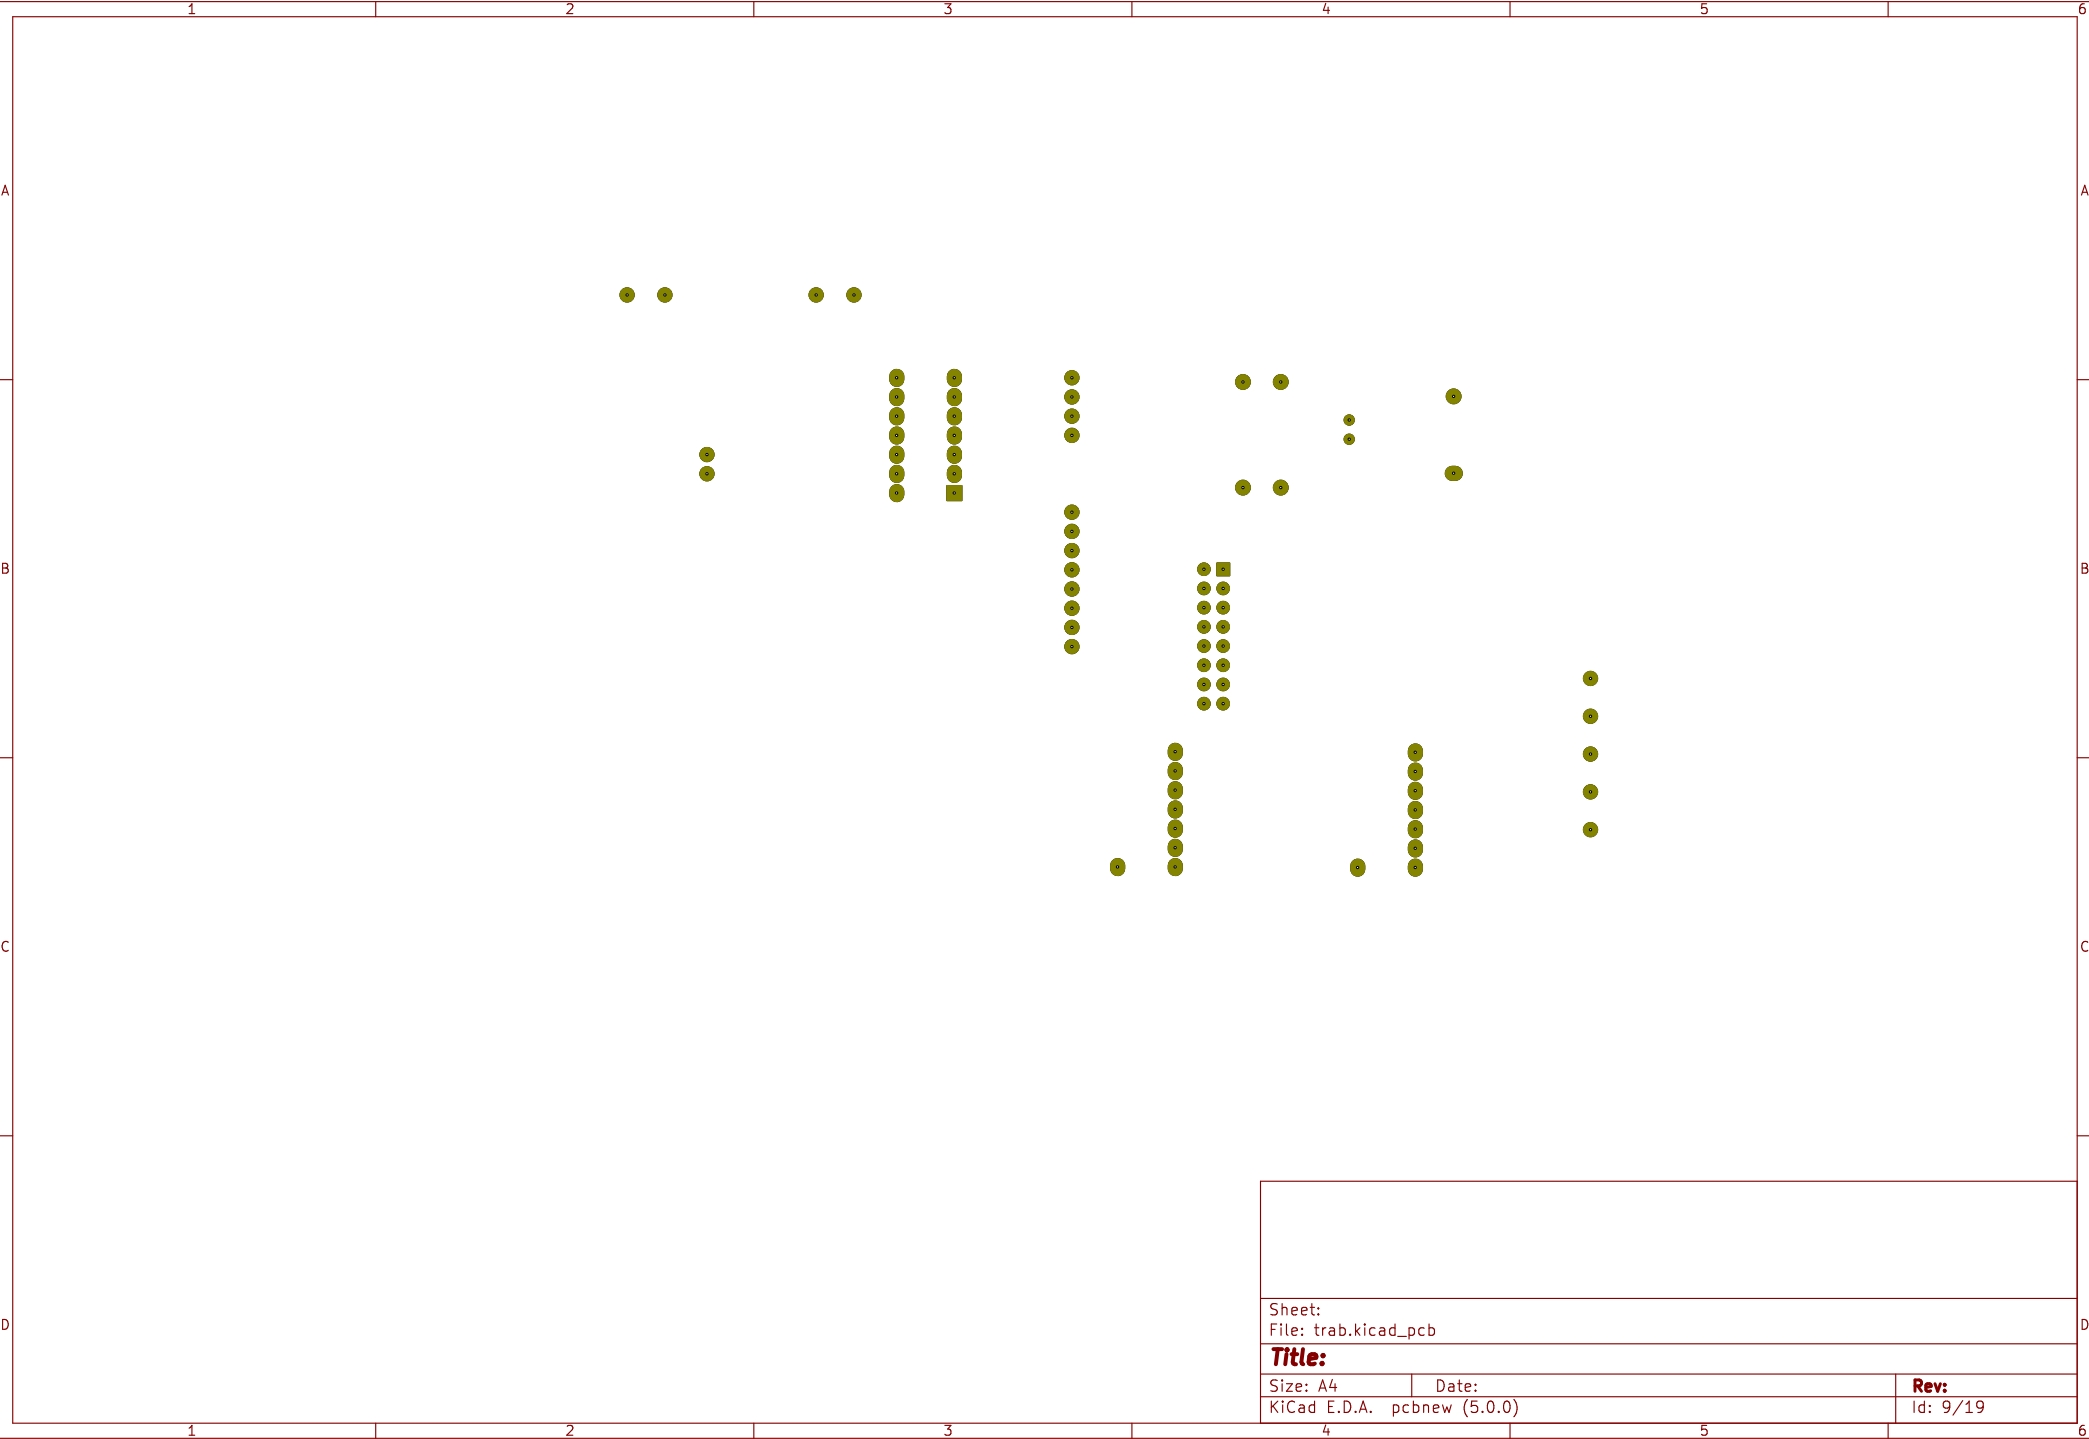 1 2 3 4 5 6
A A
B B
C C
Sheet:
File: trab.kicad_pcb
D D
Title:
Size: A4 Date: Rev:
KiCad E.D.A. pcbnew (5.0.0) Id: 9/19
1 2 3 4 5 6